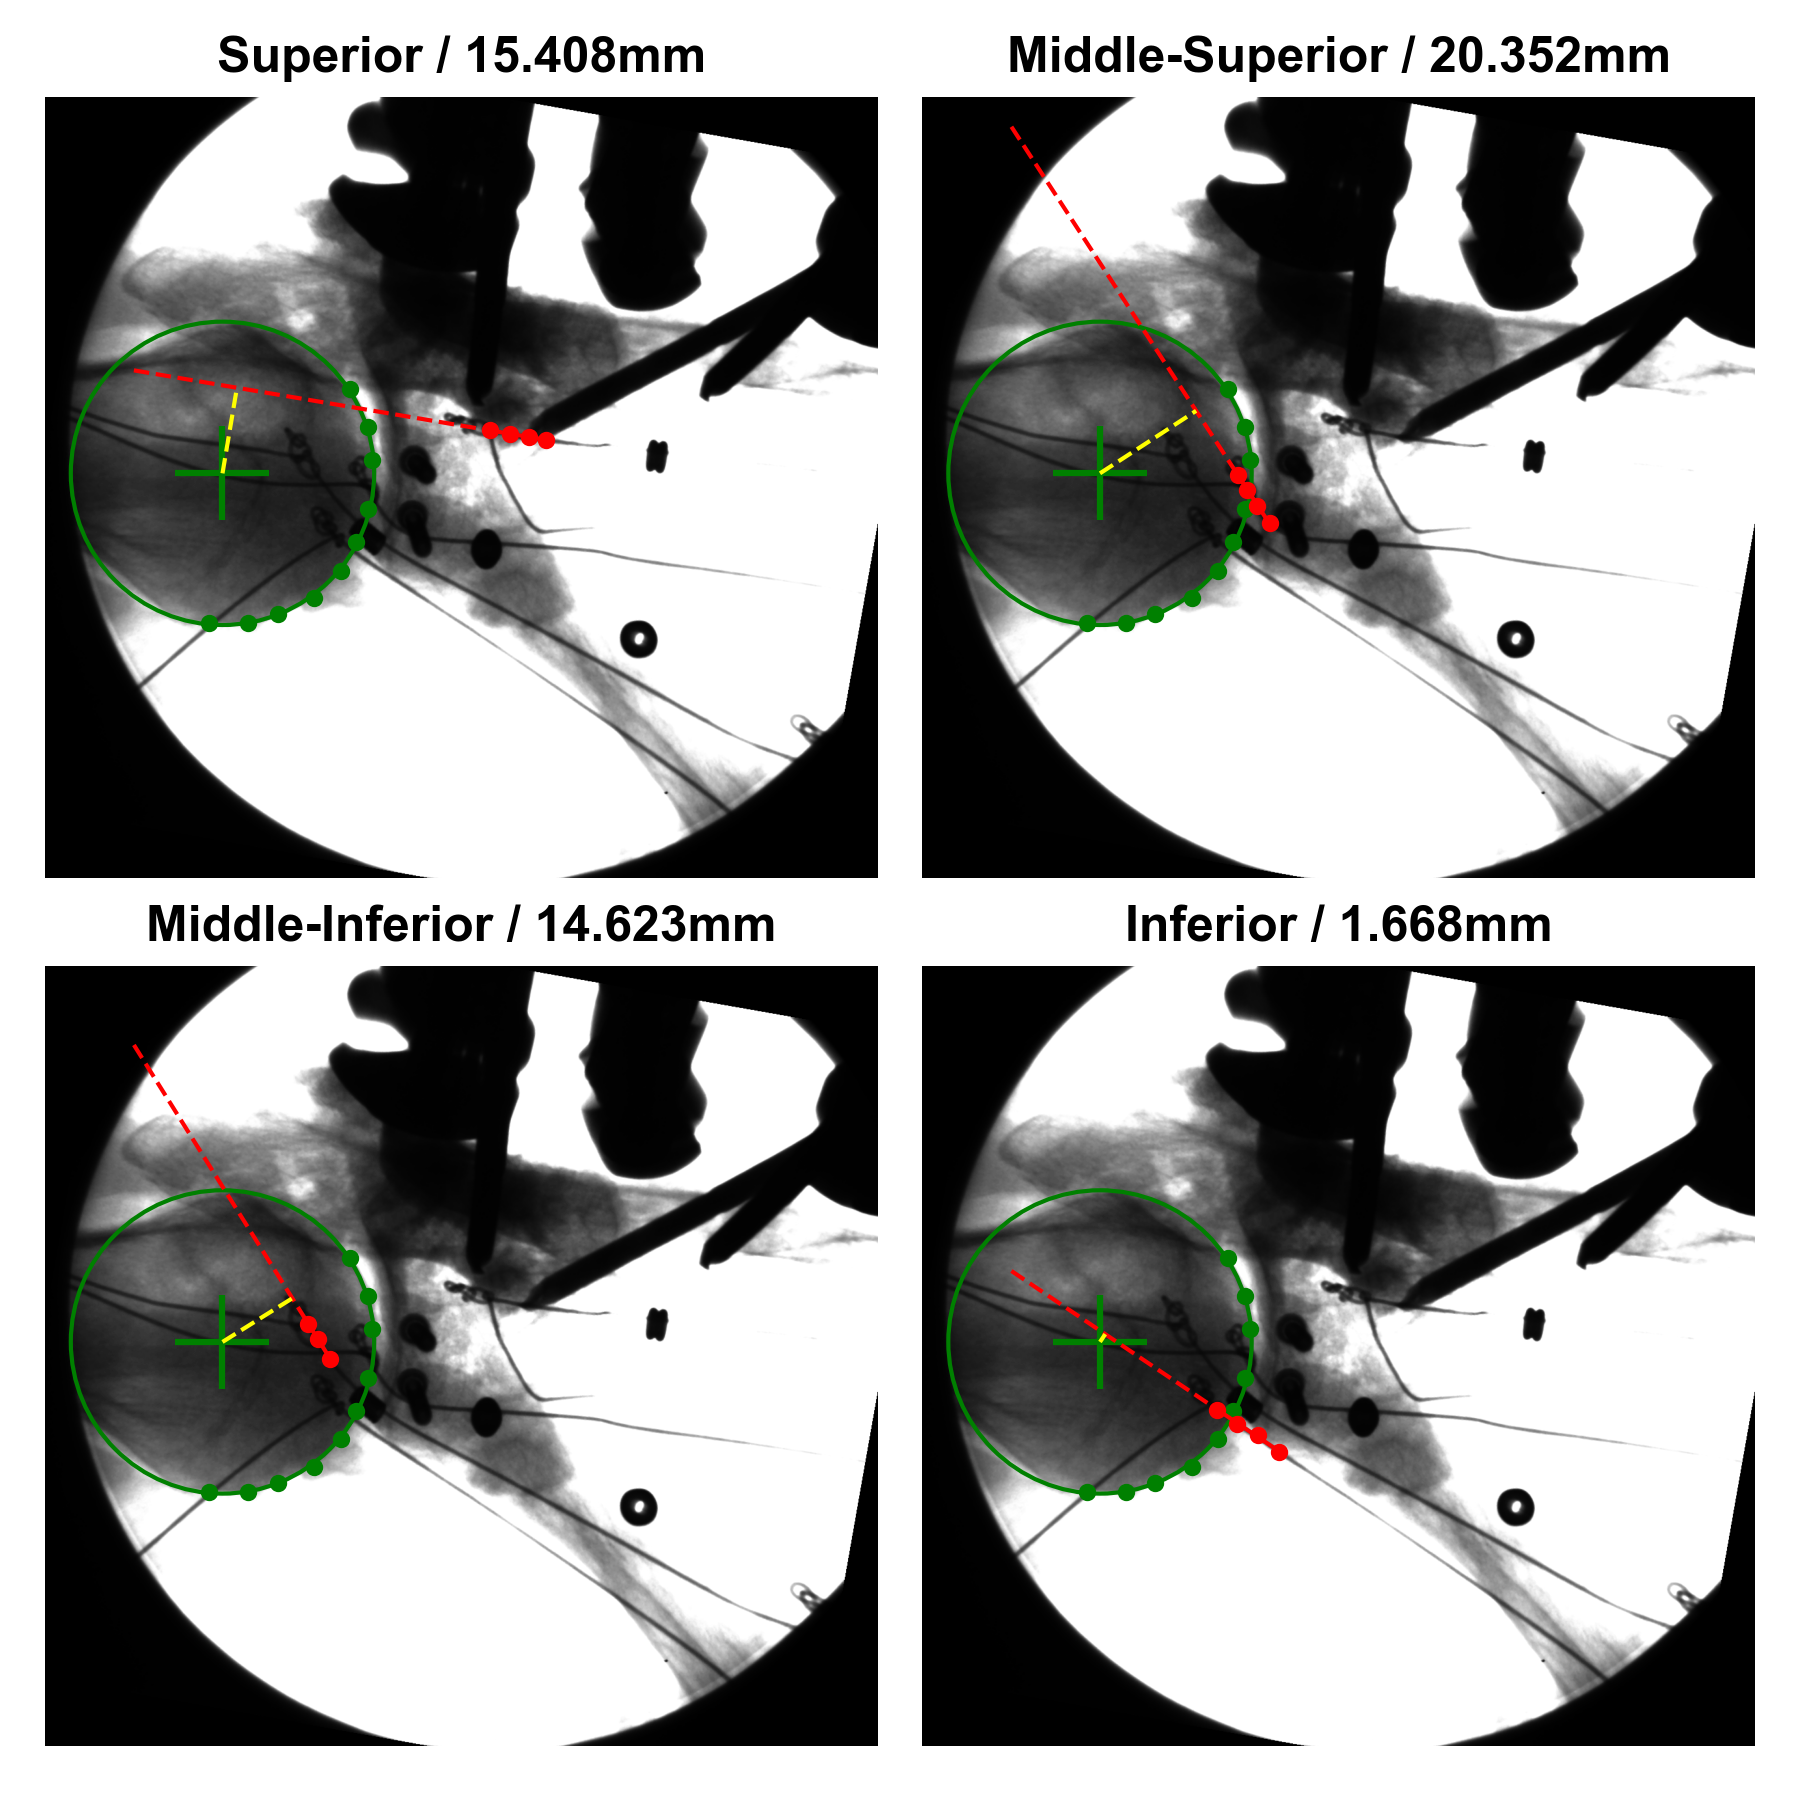 Superior / 15.408mm
Middle-Superior / 20.352mm
Middle-Inferior / 14.623mm
Inferior / 1.668mm